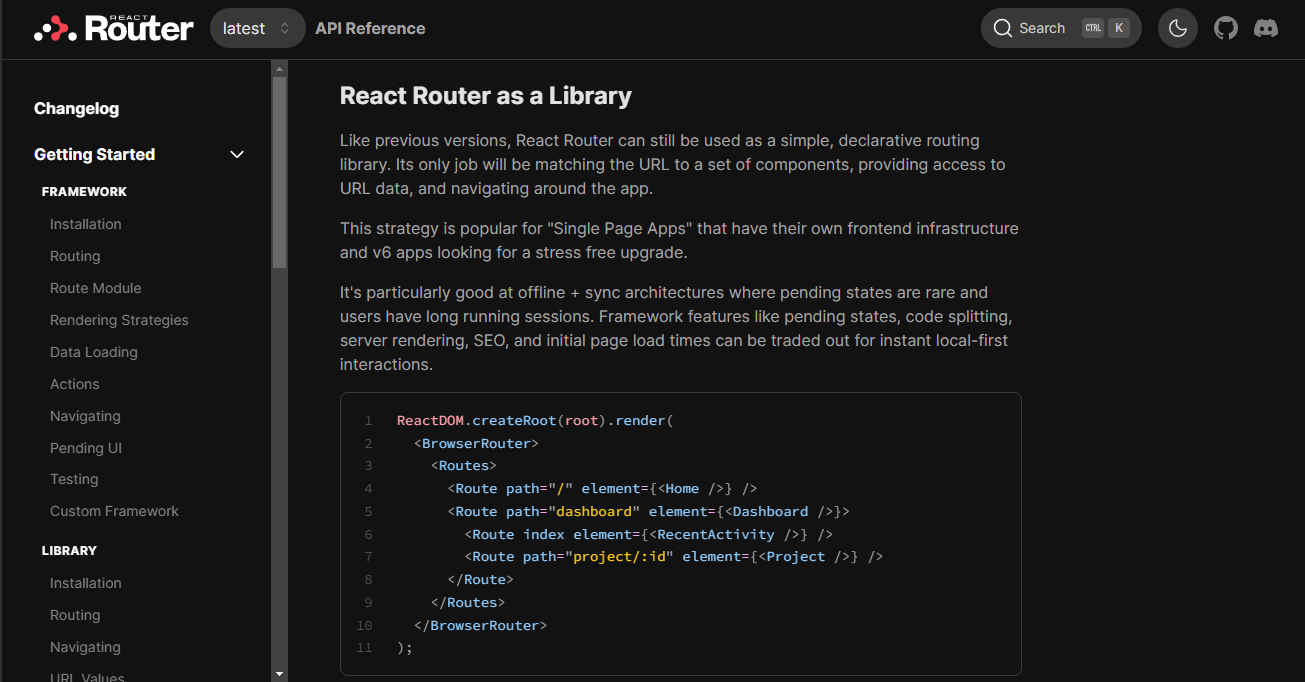 REACT
Router
latest
API Reference
Search
CTRL
K
Changelog
Getting Started
FRAMEWORK
Installation
Routing
Route Module
Rendering Strategies
Data Loading
Actions
Navigating
Pending UI
Testing
Custom Framework
LIBRARY
Installation
Routing
Navigating
URL Values
React Router as a Library
Like previous versions, React Router can still be used as a simple, declarative routing
library. Its only job will be matching the URL to a set of components, providing access to
URL data, and navigating around the app.
This strategy is popular for "Single Page Apps" that have their own frontend infrastructure
and v6 apps looking for a stress free upgrade.
It's particularly good at offline + sync architectures where pending states are rare and
users have long running sessions. Framework features like pending states, code splitting,
server rendering, SEO, and initial page load times can be traded out for instant local-first
interactions.
1 ReactDOM.createRoot(root).render(
2   <BrowserRouter>
3     <Routes>
4       <Route path="/" element={<Home />} />
5       <Route path="dashboard" element={<Dashboard />}>
6         <Route index element={<RecentActivity />} />
7         <Route path="project/:id" element={<Project />} />
8       </Route>
9     </Routes>
10   </BrowserRouter>
11 );